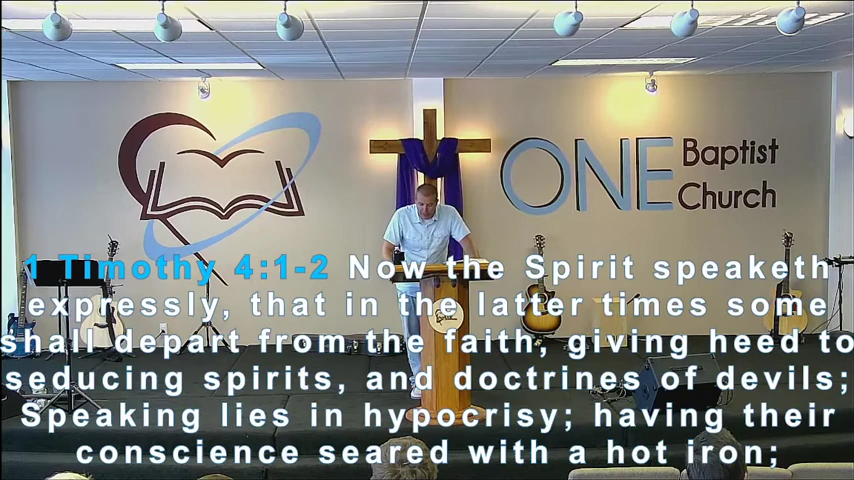 ONE Baptist
Church
1 Timothy 4:1-2 Now the Spirit speaketh
expressly, that in the latter times some
shall depart from the faith, giving heed to
seducing spirits, and doctrines of devils;
Speaking lies in hypocrisy; having their
conscience seared with a hot iron;